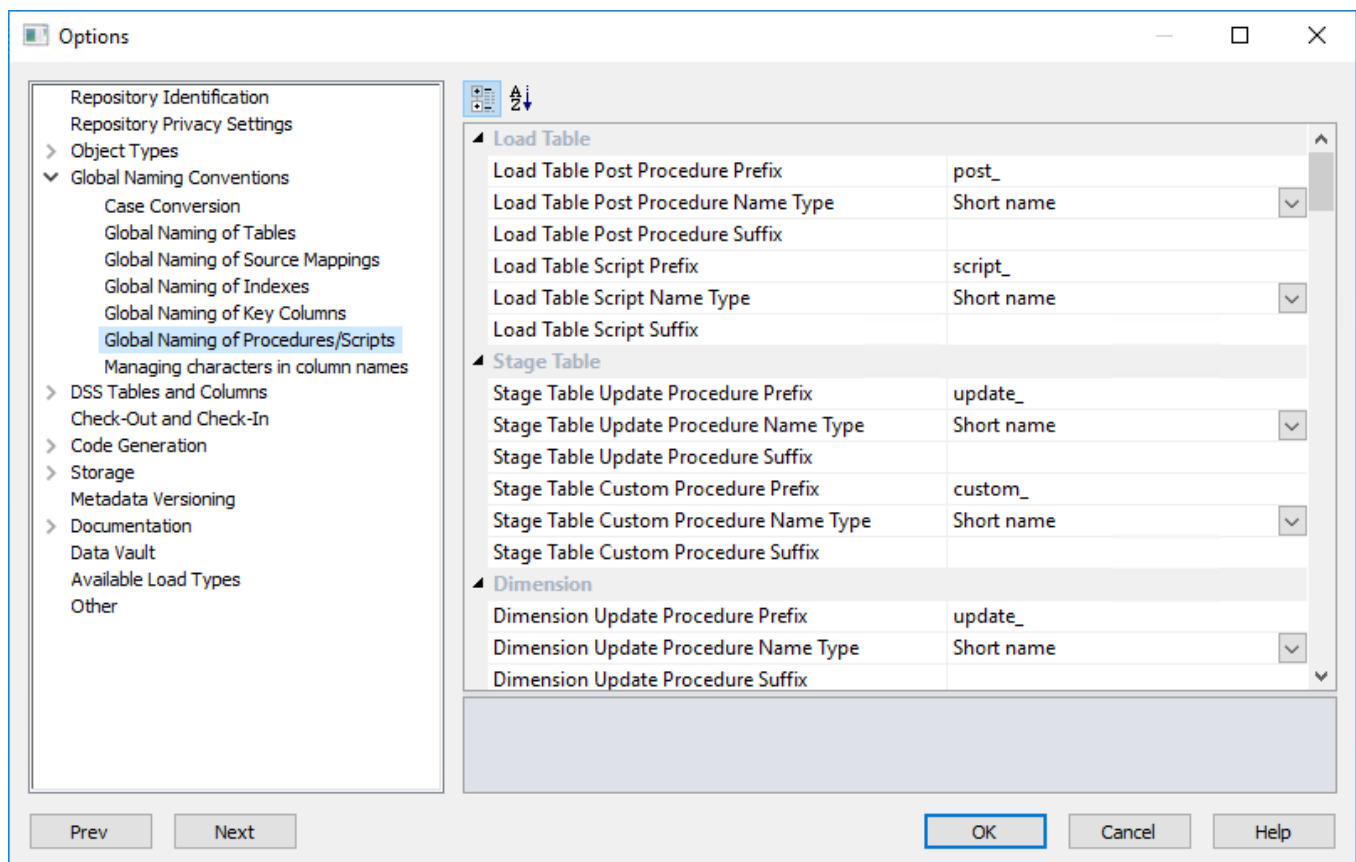 Options
Repository Identification
Repository Privacy Settings
Object Types
Global Naming Conventions
Case Conversion
Global Naming of Tables
Global Naming of Source Mappings
Global Naming of Indexes
Global Naming of Key Columns
Global Naming of Procedures/Scripts
Managing characters in column names
DSS Tables and Columns
Check-Out and Check-In
Code Generation
Storage
Metadata Versioning
Documentation
Data Vault
Available Load Types
Other
A
Z
Load Table
Load Table Post Procedure Prefix post_
Load Table Post Procedure Name Type Short name
Load Table Post Procedure Suffix
Load Table Script Prefix script_
Load Table Script Name Type Short name
Load Table Script Suffix
Stage Table
Stage Table Update Procedure Prefix update_
Stage Table Update Procedure Name Type Short name
Stage Table Update Procedure Suffix
Stage Table Custom Procedure Prefix custom_
Stage Table Custom Procedure Name Type Short name
Stage Table Custom Procedure Suffix
Dimension
Dimension Update Procedure Prefix update_
Dimension Update Procedure Name Type Short name
Dimension Update Procedure Suffix
Prev Next OK Cancel Help